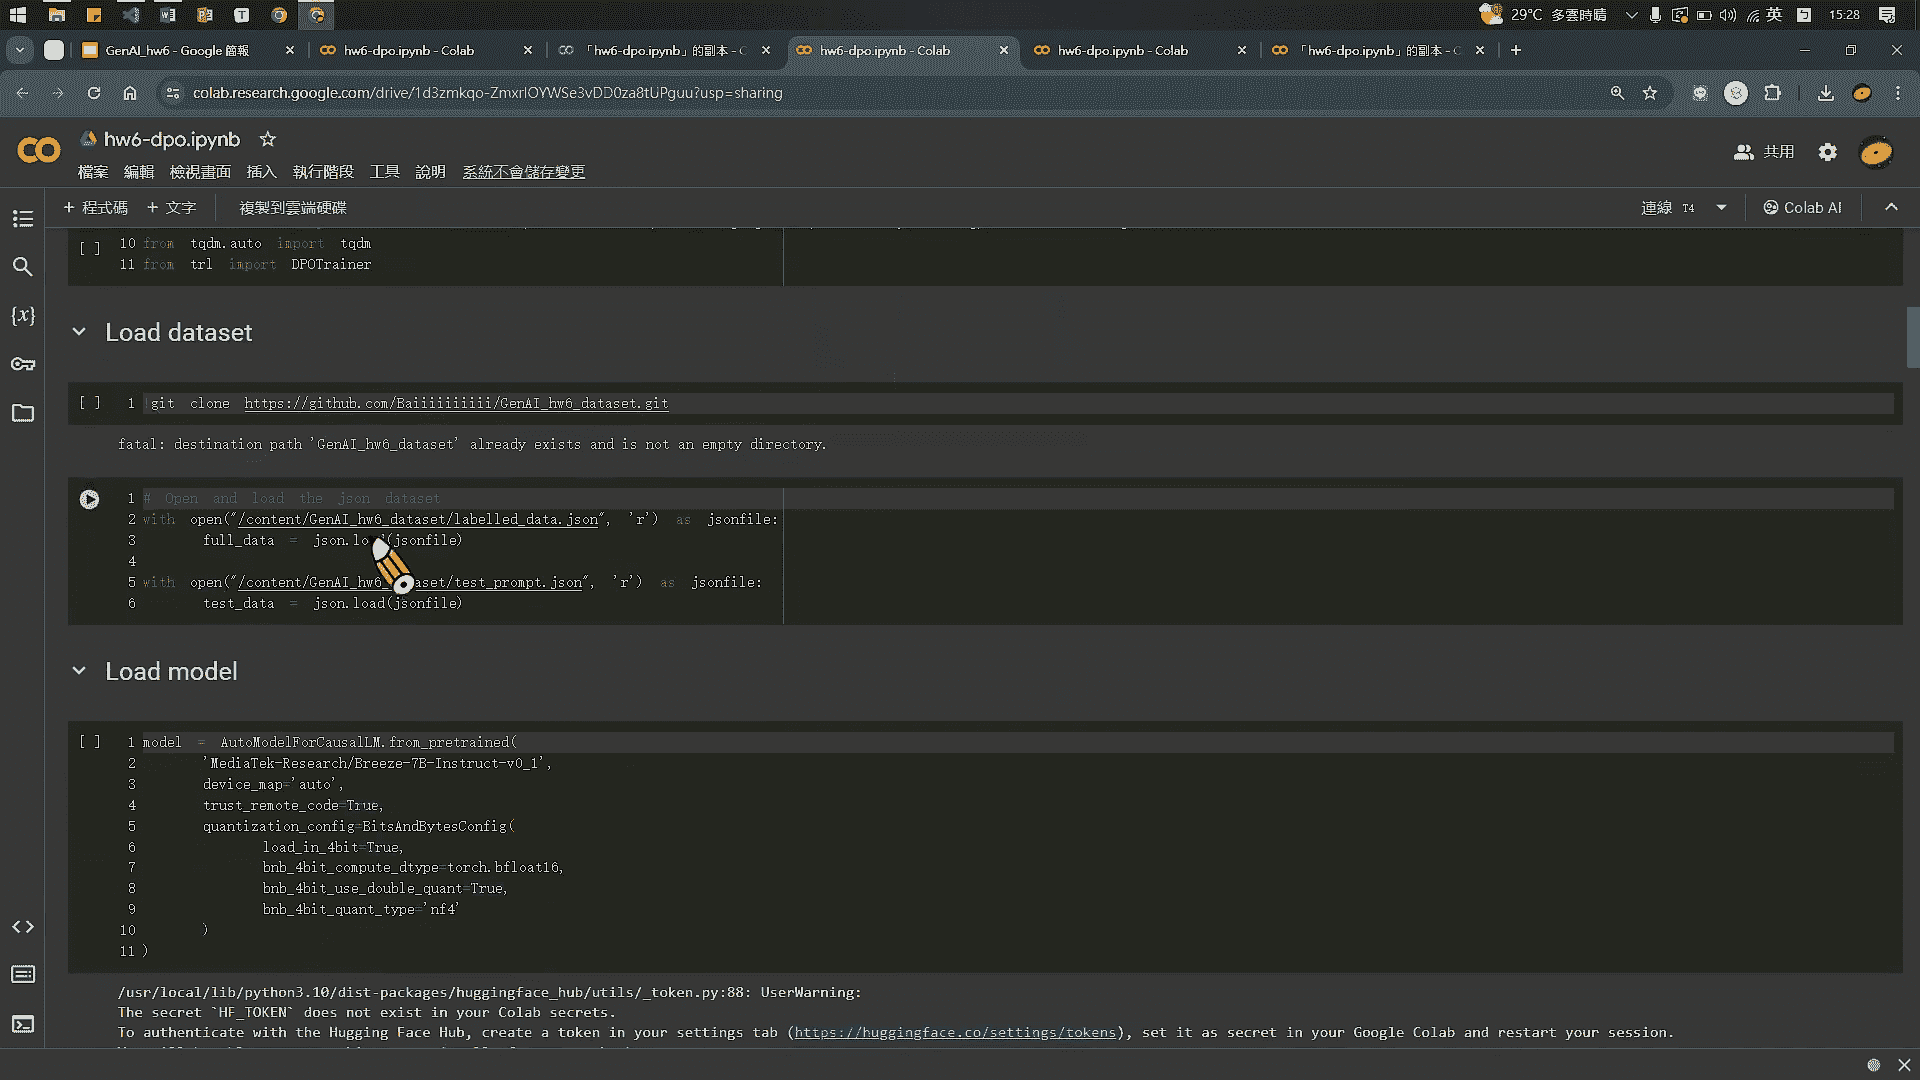 29°C 多雲時晴
英
15:28
GenAI_hw6 - Google 簡報
hw6-dpo.ipynb - Colab
「hw6-dpo.ipynb」的副本 - C
hw6-dpo.ipynb - Colab
hw6-dpo.ipynb - Colab
「hw6-dpo.ipynb」的副本 - C
colab.research.google.com/drive/1d3zmkqo-ZmxrlOYWSe3vDD0za8tUPguu?usp=sharing
hw6-dpo.ipynb
共用
檔案 編輯 檢視畫面 插入 執行階段 工具 說明 系統不會儲存變更
+ 程式碼 + 文字 複製到雲端硬碟
連線 T4
Colab AI
[ ] 10 from tqdm.auto import tqdm
11 from trl import DPOTrainer
Load dataset
[ ] 1 !git clone https://github.com/Baiiiiiiiiii/GenAI_hw6_dataset.git
fatal: destination path 'GenAI_hw6_dataset' already exists and is not an empty directory.
1 # Open and load the json dataset
2 with open("/content/GenAI_hw6_dataset/labelled_data.json", 'r') as jsonfile:
3 full_data = json.load(jsonfile)
4
5 with open("/content/GenAI_hw6_dataset/test_prompt.json", 'r') as jsonfile:
6 test_data = json.load(jsonfile)
Load model
[ ] 1 model = AutoModelForCausalLM.from_pretrained(
2 'MediaTek-Research/Breeze-7B-Instruct-v0_1',
3 device_map='auto',
4 trust_remote_code=True,
5 quantization_config=BitsAndBytesConfig(
6 load_in_4bit=True,
7 bnb_4bit_compute_dtype=torch.bfloat16,
8 bnb_4bit_use_double_quant=True,
9 bnb_4bit_quant_type='nf4'
10 )
11 )
/usr/local/lib/python3.10/dist-packages/huggingface_hub/utils/_token.py:88: UserWarning:
The secret `HF_TOKEN` does not exist in your Colab secrets.
To authenticate with the Hugging Face Hub, create a token in your settings tab (https://huggingface.co/settings/tokens), set it as secret in your Google Colab and restart your session.